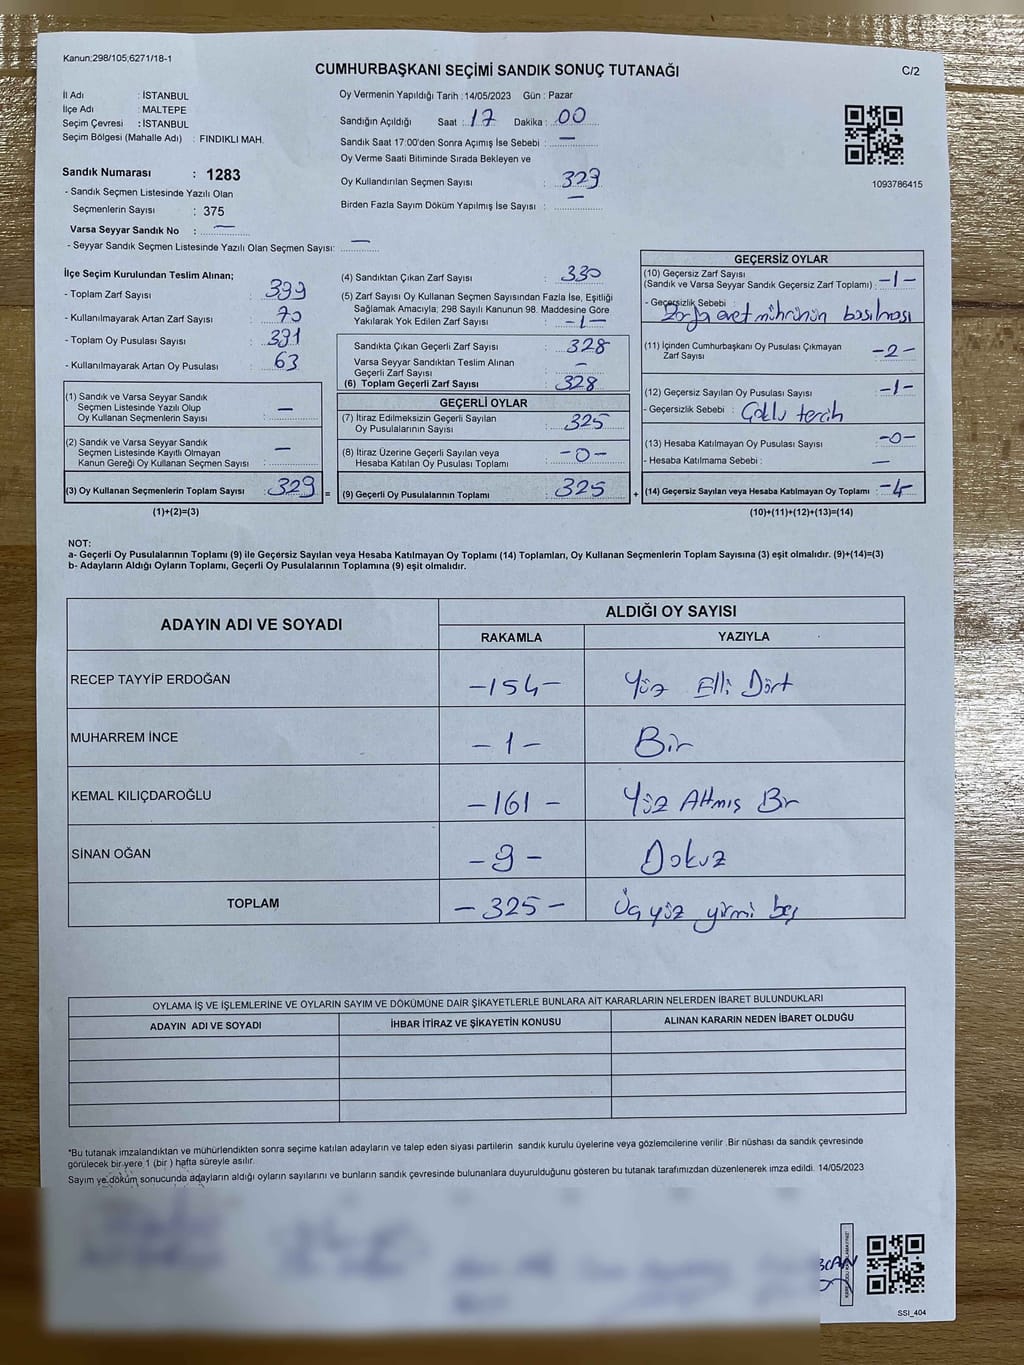 Kanun;298/105;6271/18-1
CUMHURBAŞKANI SEÇİMİ SANDIK SONUÇ TUTANAĞI
C/2
İl Adı : İSTANBUL
İlçe Adı : MALTEPE
Seçim Çevresi : İSTANBUL
Seçim Bölgesi (Mahalle Adı) : FINDIKLI MAH.
Sandık Numarası : 1283
- Sandık Seçmen Listesinde Yazılı Olan
Seçmenlerin Sayısı : 375
Varsa Seyyar Sandık No : —
- Seyyar Sandık Seçmen Listesinde Yazılı Olan Seçmen Sayısı: —
Oy Vermenin Yapıldığı Tarih : 14/05/2023 Gün : Pazar
Sandığın Açıldığı Saat : 17 Dakika : 00
Sandık Saat 17:00'den Sonra Açımış İse Sebebi : —
Oy Verme Saati Bitiminde Sırada Bekleyen ve
Oy Kullandırılan Seçmen Sayısı : 329
Birden Fazla Sayım Döküm Yapılmış İse Sayısı : —
1093786415
İlçe Seçim Kurulundan Teslim Alınan;
- Toplam Zarf Sayısı : 399
- Kullanılmayarak Artan Zarf Sayısı : 70
- Toplam Oy Pusulası Sayısı : 391
- Kullanılmayarak Artan Oy Pusulası : 63
(1) Sandık ve Varsa Seyyar Sandık
Seçmen Listesinde Yazılı Olup
Oy Kullanan Seçmenlerin Sayısı : —
(2) Sandık ve Varsa Seyyar Sandık
Seçmen Listesinde Kayıtlı Olmayan
Kanun Gereği Oy Kullanan Seçmen Sayısı : —
(3) Oy Kullanan Seçmenlerin Toplam Sayısı : 329 =
(1)+(2)=(3)
(4) Sandıktan Çıkan Zarf Sayısı : 330
(5) Zarf Sayısı Oy Kullanan Seçmen Sayısından Fazla İse, Eşitliği
Sağlamak Amacıyla; 298 Sayılı Kanunun 98. Maddesine Göre
Yakılarak Yok Edilen Zarf Sayısı : -1-
Sandıkta Çıkan Geçerli Zarf Sayısı : 328
Varsa Seyyar Sandıktan Teslim Alınan
Geçerli Zarf Sayısı : —
(6) Toplam Geçerli Zarf Sayısı : 328
GEÇERLİ OYLAR
(7) İtiraz Edilmeksizin Geçerli Sayılan
Oy Pusulalarının Sayısı : 325
(8) İtiraz Üzerine Geçerli Sayılan veya
Hesaba Katılan Oy Pusulası Toplamı : -0-
(9) Geçerli Oy Pusulalarının Toplamı : 325 +
GEÇERSİZ OYLAR
(10) Geçersiz Zarf Sayısı
(Sandık ve Varsa Seyyar Sandık Geçersiz Zarf Toplamı) : -1-
- Geçersizlik Sebebi :
Zarfa evet mührünün basılması
(11) İçinden Cumhurbaşkanı Oy Pusulası Çıkmayan
Zarf Sayısı : -2-
(12) Geçersiz Sayılan Oy Pusulası Sayısı : -1-
- Geçersizlik Sebebi : Çoklu tercih
(13) Hesaba Katılmayan Oy Pusulası Sayısı : -0-
- Hesaba Katılmama Sebebi : —
(14) Geçersiz Sayılan veya Hesaba Katılmayan Oy Toplamı : -4-
(10)+(11)+(12)+(13)=(14)
NOT:
a- Geçerli Oy Pusulalarının Toplamı (9) ile Geçersiz Sayılan veya Hesaba Katılmayan Oy Toplamı (14) Toplamları, Oy Kullanan Seçmenlerin Toplam Sayısına (3) eşit olmalıdır. (9)+(14)=(3)
b- Adayların Aldığı Oyların Toplamı, Geçerli Oy Pusulalarının Toplamına (9) eşit olmalıdır.
ADAYIN ADI VE SOYADI
ALDIĞI OY SAYISI
RAKAMLA YAZIYLA
RECEP TAYYİP ERDOĞAN -154- Yüz Elli Dört
MUHARREM İNCE -1- Bir
KEMAL KILIÇDAROĞLU -161- Yüz Altmış Bir
SİNAN OĞAN -9- Dokuz
TOPLAM -325- Üçyüz yirmi beş
OYLAMA İŞ VE İŞLEMLERİNE VE OYLARIN SAYIM VE DÖKÜMÜNE DAİR ŞİKAYETLERLE BUNLARA AİT KARARLARIN NELERDEN İBARET BULUNDUKLARI
ADAYIN ADI VE SOYADI İHBAR İTİRAZ VE ŞİKAYETİN KONUSU ALINAN KARARIN NEDEN İBARET OLDUĞU
*Bu tutanak imzalandıktan ve mühürlendikten sonra seçime katılan adayların ve talep eden siyasi partilerin sandık kurulu üyelerine veya gözlemcilerine verilir .Bir nüshası da sandık çevresinde
görülecek bir yere 1 (bir ) hafta süreyle asılır.
Sayım ve döküm sonucunda adayların aldığı oyların sayılarını ve bunların sandık çevresinde bulunanlara duyurulduğunu gösteren bu tutanak tarafımızdan düzenlenerek imza edildi. 14/05/2023
SSI_404